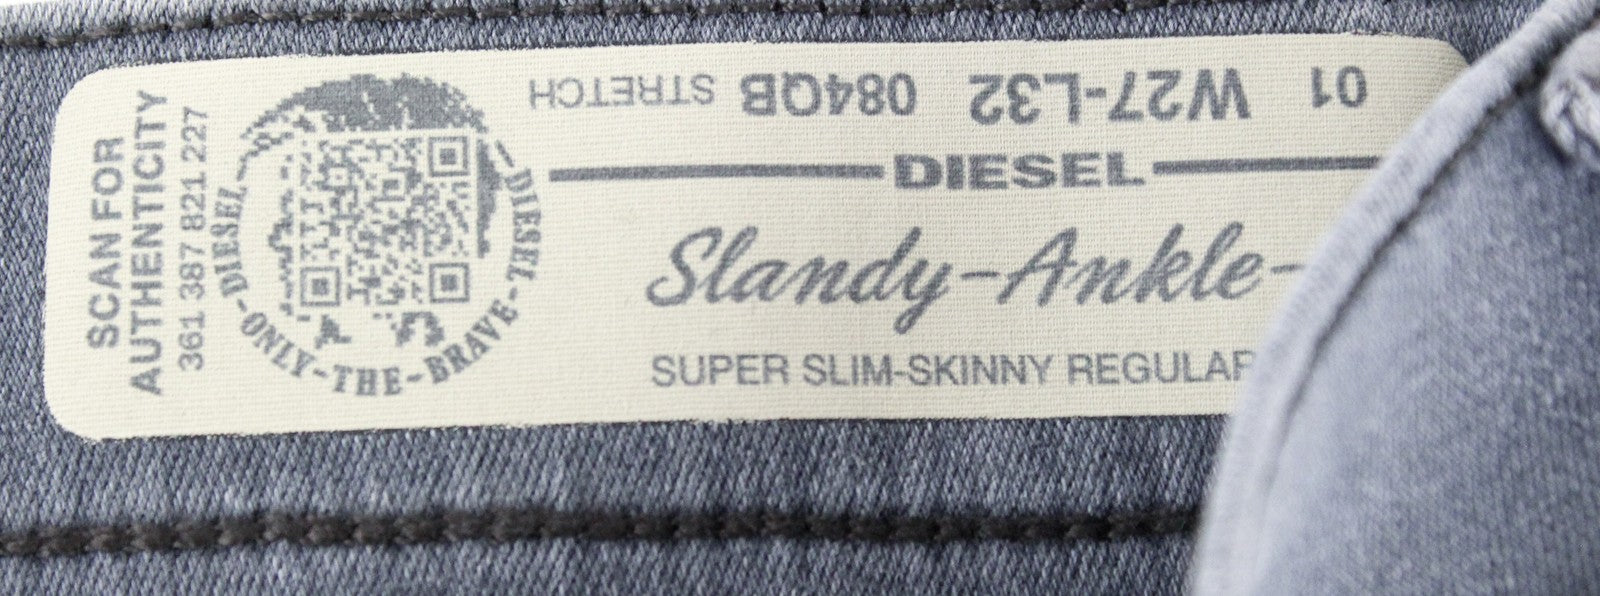 SCAN FOR
AUTHENTICITY
361 387 821 227
DIESEL-ONLY-THE-BRAVE-DIESEL
01 W27-L32 084QB STRETCH
DIESEL
Slandy-Ankle-
SUPER SLIM-SKINNY REGULAR